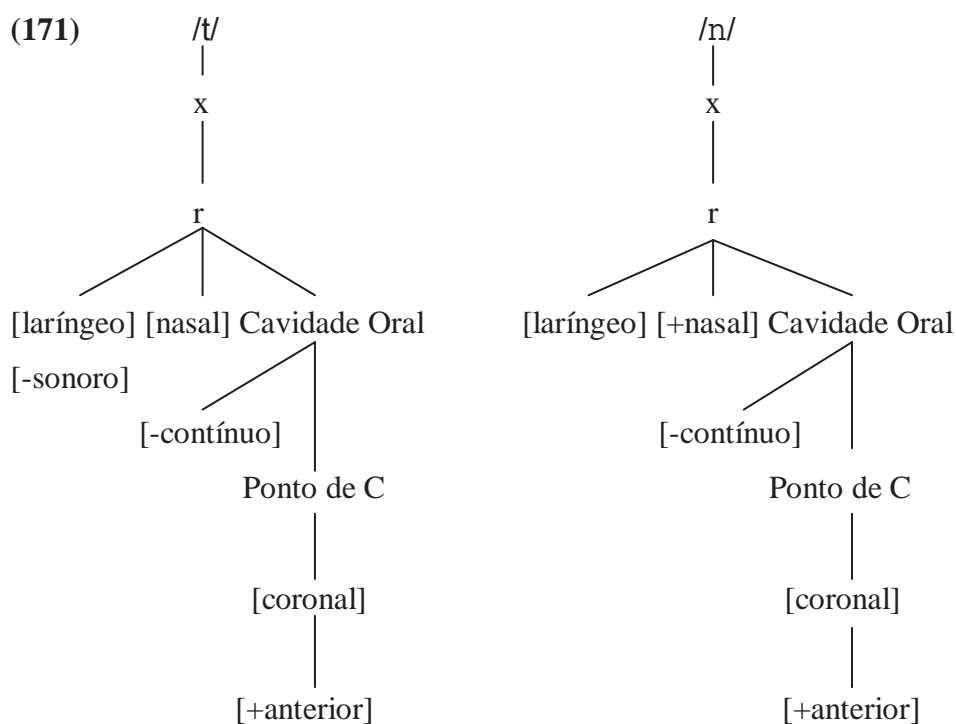 (171) /t/ /n/
x x
r r
[laríngeo] [nasal] Cavidade Oral [laríngeo] [+nasal] Cavidade Oral
[-sonoro]
[-contínuo] [-contínuo]
Ponto de C Ponto de C
[coronal] [coronal]
[+anterior] [+anterior]